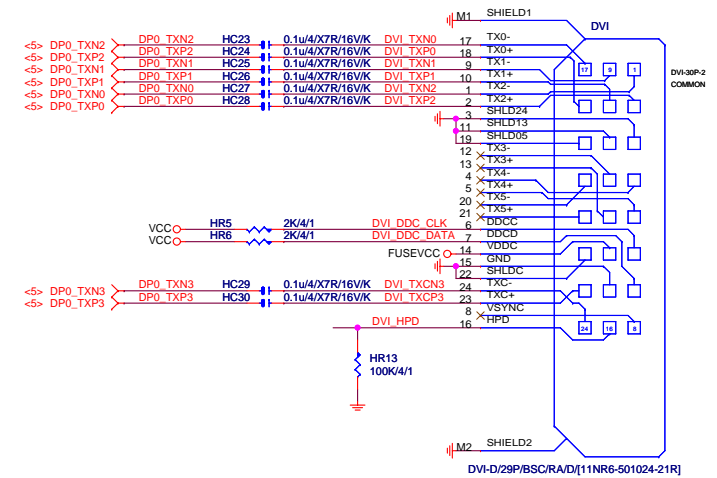 M1 SHIELD1
DVI
<5> DP0_TXN2 DP0_TXN2 HC23 0.1u/4/X7R/16V/K DVI_TXN0 17 TX0-
<5> DP0_TXP2 DP0_TXP2 HC24 0.1u/4/X7R/16V/K DVI_TXP0 18 TX0+
<5> DP0_TXN1 DP0_TXN1 HC25 0.1u/4/X7R/16V/K DVI_TXN1 9 TX1-
<5> DP0_TXP1 DP0_TXP1 HC26 0.1u/4/X7R/16V/K DVI_TXP1 10 TX1+
<5> DP0_TXN0 DP0_TXN0 HC27 0.1u/4/X7R/16V/K DVI_TXN2 1 TX2-
<5> DP0_TXP0 DP0_TXP0 HC28 0.1u/4/X7R/16V/K DVI_TXP2 2 TX2+
17 9 1
DVI-30P-2
COMMON
3 SHLD24
11 SHLD13
19 SHLD05
12 TX3-
13 TX3+
4 TX4-
5 TX4+
20 TX5-
21 TX5+
VCC HR5 2K/4/1 DVI_DDC_CLK 6 DDCC
VCC HR6 2K/4/1 DVI_DDC_DATA 7 DDCD
FUSEVCC 14 VDDC
15 GND
22 SHLDC
<5> DP0_TXN3 DP0_TXN3 HC29 0.1u/4/X7R/16V/K DVI_TXCN3 24 TXC-
<5> DP0_TXP3 DP0_TXP3 HC30 0.1u/4/X7R/16V/K DVI_TXCP3 23 TXC+
8 VSYNC
DVI_HPD 16 HPD
24 16 8
HR13
100K/4/1
M2 SHIELD2
DVI-D/29P/BSC/RA/D/[11NR6-501024-21R]